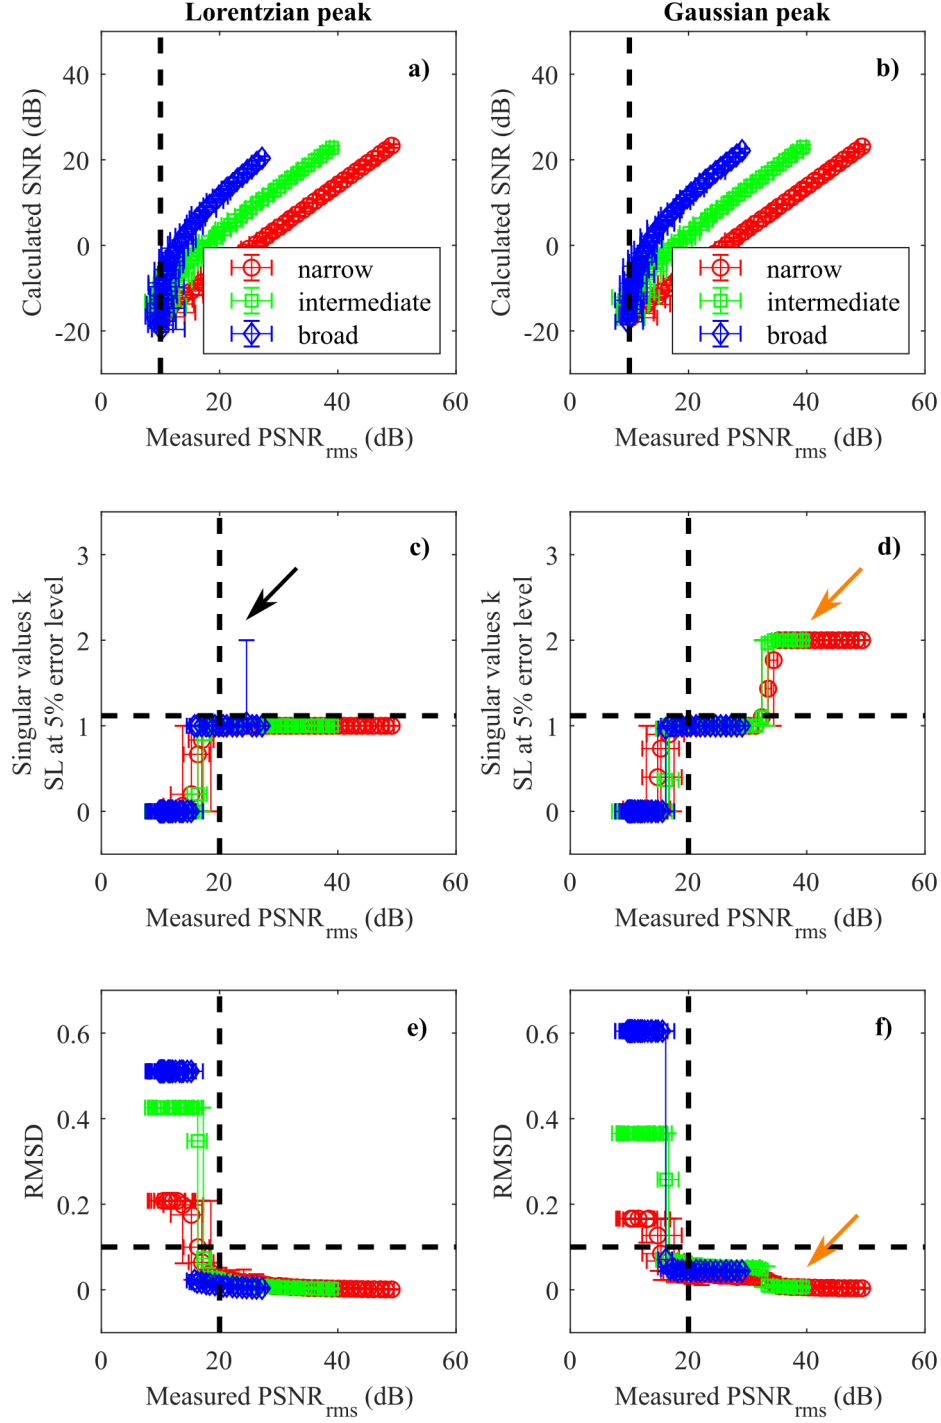 Lorentzian peak
Gaussian peak
a)
40
20
0
-20
Calculated SNR (dB)
narrow
intermediate
broad
0 20 40 60
Measured PSNRrms (dB)
b)
40
20
0
-20
Calculated SNR (dB)
narrow
intermediate
broad
0 20 40 60
Measured PSNRrms (dB)
c)
3
2
1
0
Singular values k
SL at 5% error level
0 20 40 60
Measured PSNRrms (dB)
d)
3
2
1
0
Singular values k
SL at 5% error level
0 20 40 60
Measured PSNRrms (dB)
e)
0.6
0.4
0.2
0
RMSD
0 20 40 60
Measured PSNRrms (dB)
f)
0.6
0.4
0.2
0
RMSD
0 20 40 60
Measured PSNRrms (dB)